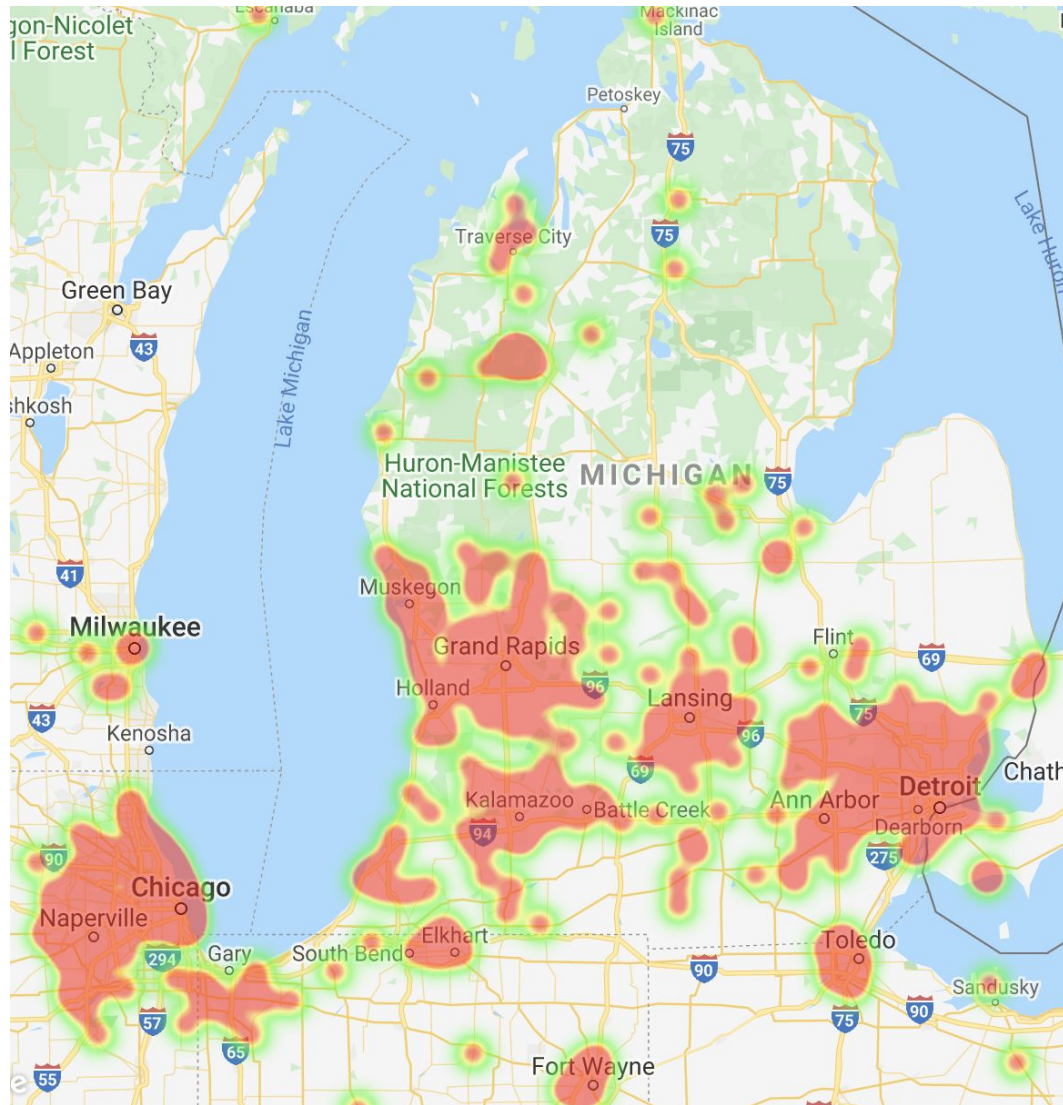 Escanaba
gon-Nicolet
l Forest
Mackinac
Island
Petoskey
75
Lake Huron
75
Traverse City
Green Bay
43
Appleton
shkosh
Lake Michigan
Huron-Manistee
National Forests
MICHIGAN
75
41
Muskegon
Milwaukee
Flint
Grand Rapids
69
96
Holland
Lansing
43
75
Kenosha
96
69
Chath
Detroit
Kalamazoo
Battle Creek
Ann Arbor
94
Dearborn
90
275
Chicago
Naperville
Elkhart
South Bend
Toledo
294
Gary
90
Sandusky
57
75
90
65
Fort Wayne
55
e